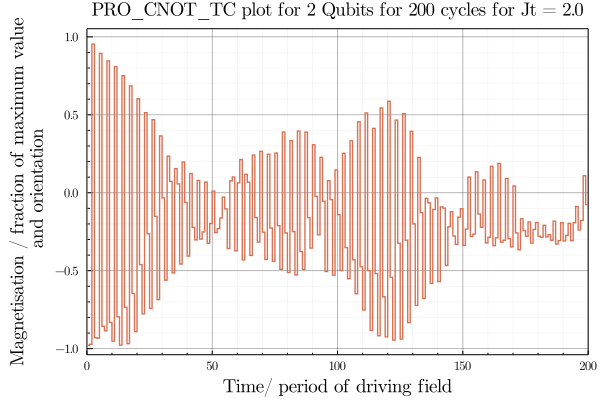 PRO_CNOT_TC plot for 2 Qubits for 200 cycles for Jt = 2.0
Magnetisation / fraction of maximum value
and orientation
1.0
0.5
0.0
−0.5
−1.0
0 50 100 150 200
Time/ period of driving field